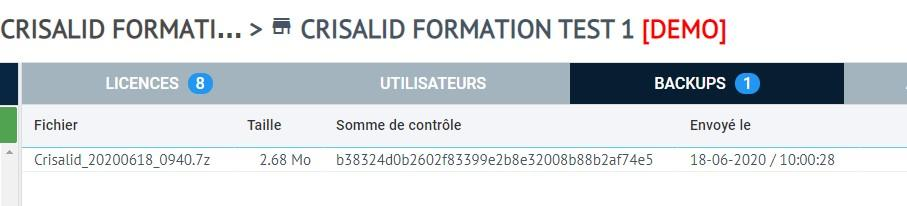 CRISALID FORMATI... > CRISALID FORMATION TEST 1 [DEMO]
LICENCES 8 UTILISATEURS BACKUPS 1
Fichier Taille Somme de contrôle Envoyé le
Crisalid_20200618_0940.7z 2.68 Mo b38324d0b2602f83399e2b8e32008b88b2af74e5 18-06-2020 / 10:00:28